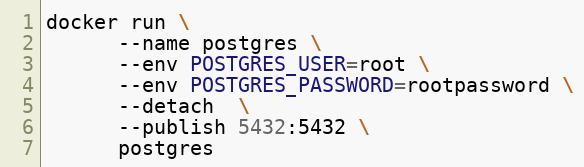 1 docker run \
2       --name postgres \
3       --env POSTGRES_USER=root \
4       --env POSTGRES_PASSWORD=rootpassword \
5       --detach  \
6       --publish 5432:5432 \
7       postgres